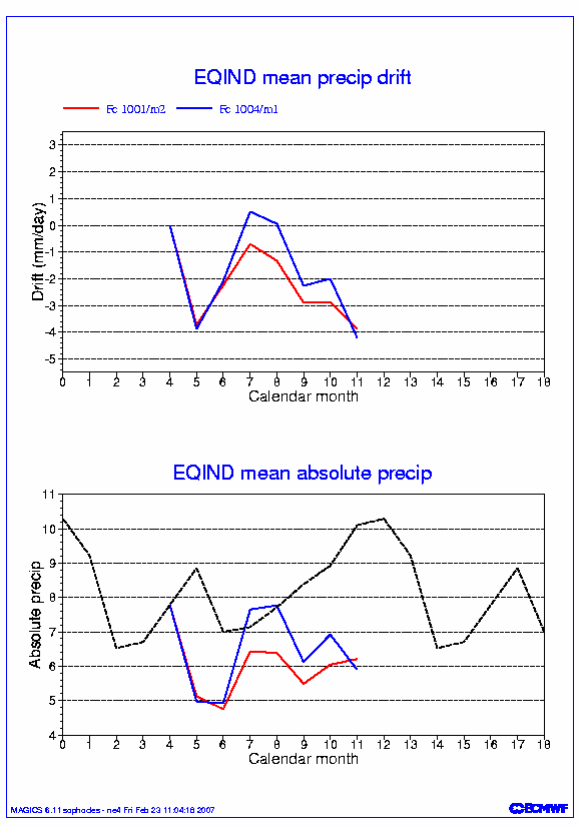 EQIND mean precip drift
Fc 1001/m2 Fc 1004/m1
3
2
1
0
-1
-2
-3
-4
-5
Drift (mm/day)
0 1 2 3 4 5 6 7 8 9 10 11 12 13 14 15 16 17 18
Calendar month
EQIND mean absolute precip
11
10
9
8
7
6
5
4
Absolute precip
0 1 2 3 4 5 6 7 8 9 10 11 12 13 14 15 16 17 18
Calendar month
MAGICS 6.11 sophocles - ne4 Fri Feb 23 11:04:18 2007
ECMWF